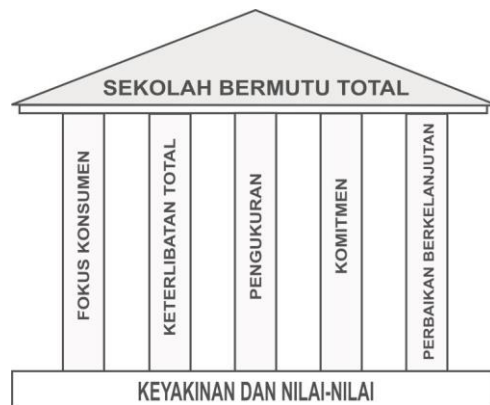 SEKOLAH BERMUTU TOTAL
FOKUS KONSUMEN
KETERLIBATAN TOTAL
PENGUKURAN
KOMITMEN
PERBAIKAN BERKELANJUTAN
KEYAKINAN DAN NILAI-NILAI